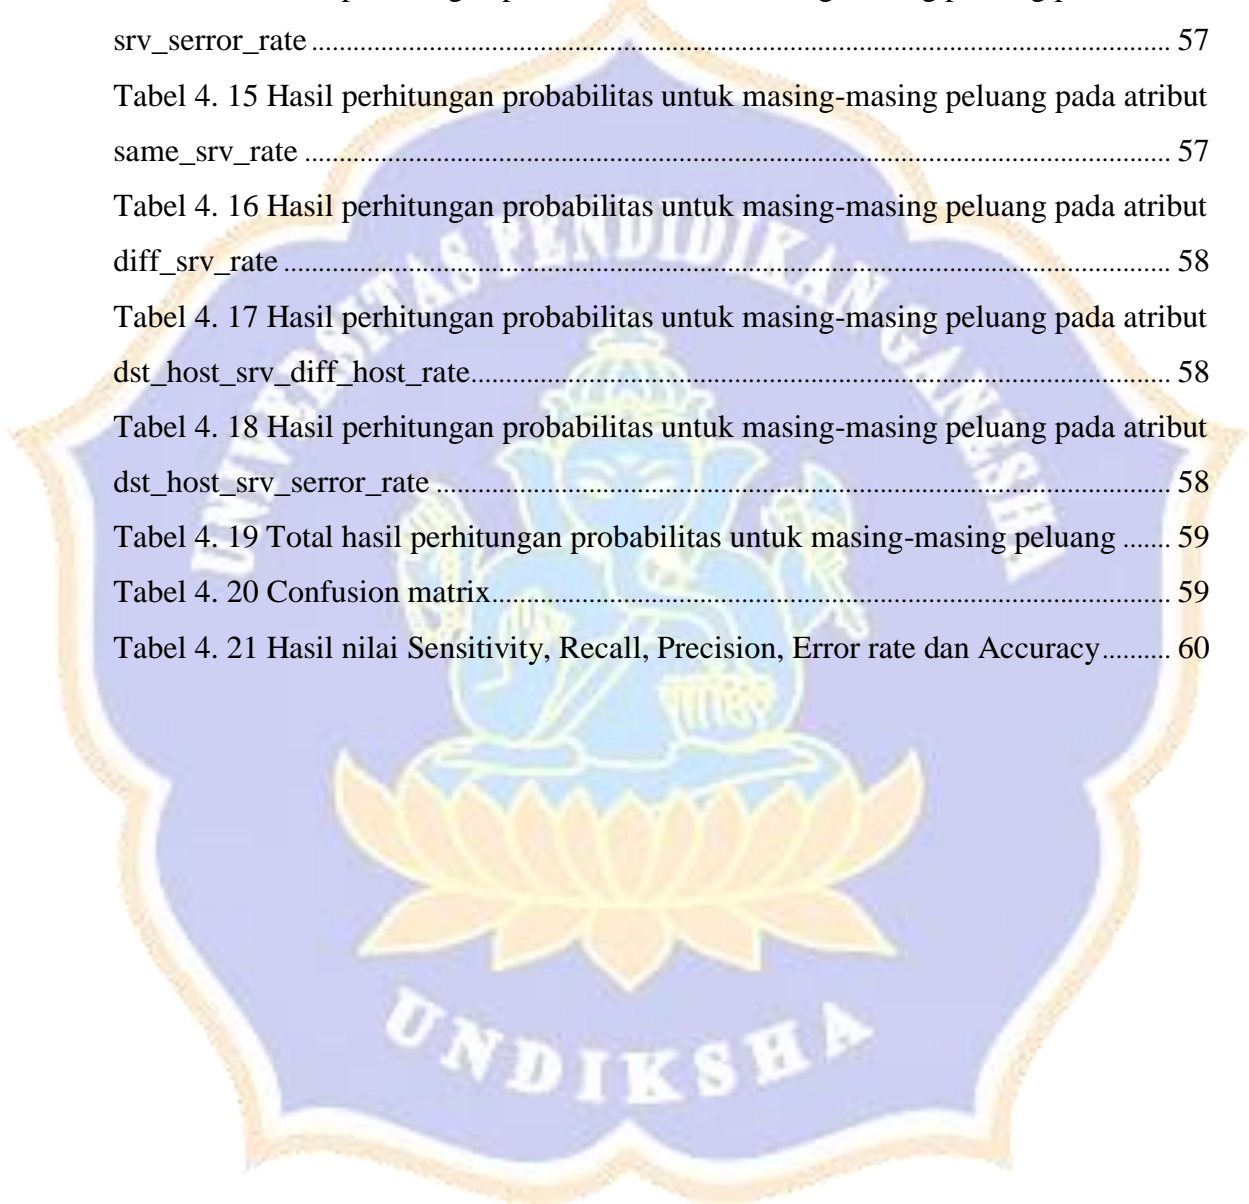 srv_serror_rate ........ 57
Tabel 4. 15 Hasil perhitungan probabilitas untuk masing-masing peluang pada atribut
same_srv_rate ........ 57
Tabel 4. 16 Hasil perhitungan probabilitas untuk masing-masing peluang pada atribut
diff_srv_rate ........ 58
Tabel 4. 17 Hasil perhitungan probabilitas untuk masing-masing peluang pada atribut
dst_host_srv_diff_host_rate ........ 58
Tabel 4. 18 Hasil perhitungan probabilitas untuk masing-masing peluang pada atribut
dst_host_srv_serror_rate ........ 58
Tabel 4. 19 Total hasil perhitungan probabilitas untuk masing-masing peluang ....... 59
Tabel 4. 20 Confusion matrix ........ 59
Tabel 4. 21 Hasil nilai Sensitivity, Recall, Precision, Error rate dan Accuracy .......... 60
UNIVERSITAS PENDIDIKAN GANESHA
UNDIKSHA